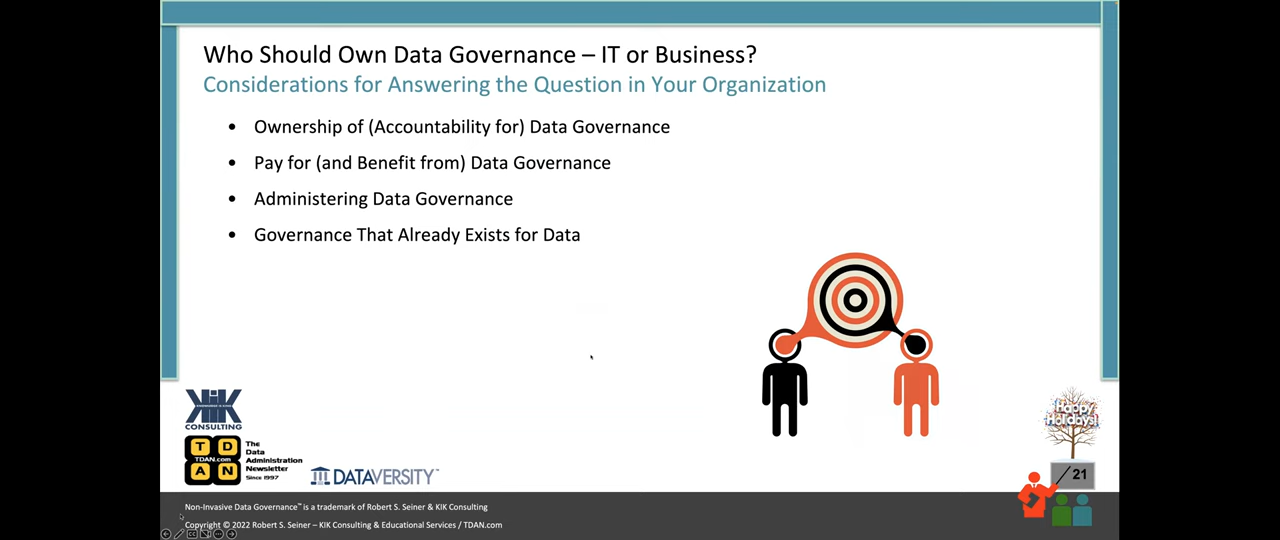 Who Should Own Data Governance – IT or Business?
Considerations for Answering the Question in Your Organization
• Ownership of (Accountability for) Data Governance
• Pay for (and Benefit from) Data Governance
• Administering Data Governance
• Governance That Already Exists for Data
KIK
CONSULTING
T D
TDAN.com
A N
The
Data
Administration
Newsletter
Since 1997
DATAVERSITY™
Happy
Holidays!
21
Non-Invasive Data Governance™ is a trademark of Robert S. Seiner & KIK Consulting
Copyright © 2022 Robert S. Seiner – KIK Consulting & Educational Services / TDAN.com